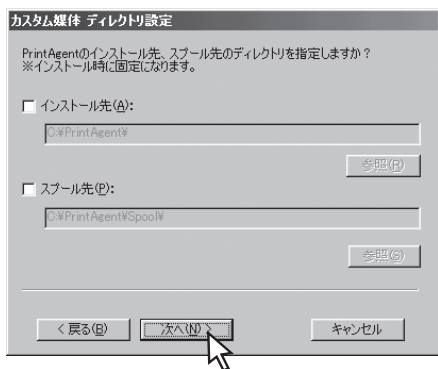 カスタム媒体 ディレクトリ設定
PrintAgentのインストール先、スプール先のディレクトリを指定しますか?
※インストール時に固定になります。
インストール先(A):
C:¥PrintAgent¥
参照(R)
スプール先(P):
C:¥PrintAgent¥Spool¥
参照(S)
< 戻る(B)
次へ(N) >
キャンセル